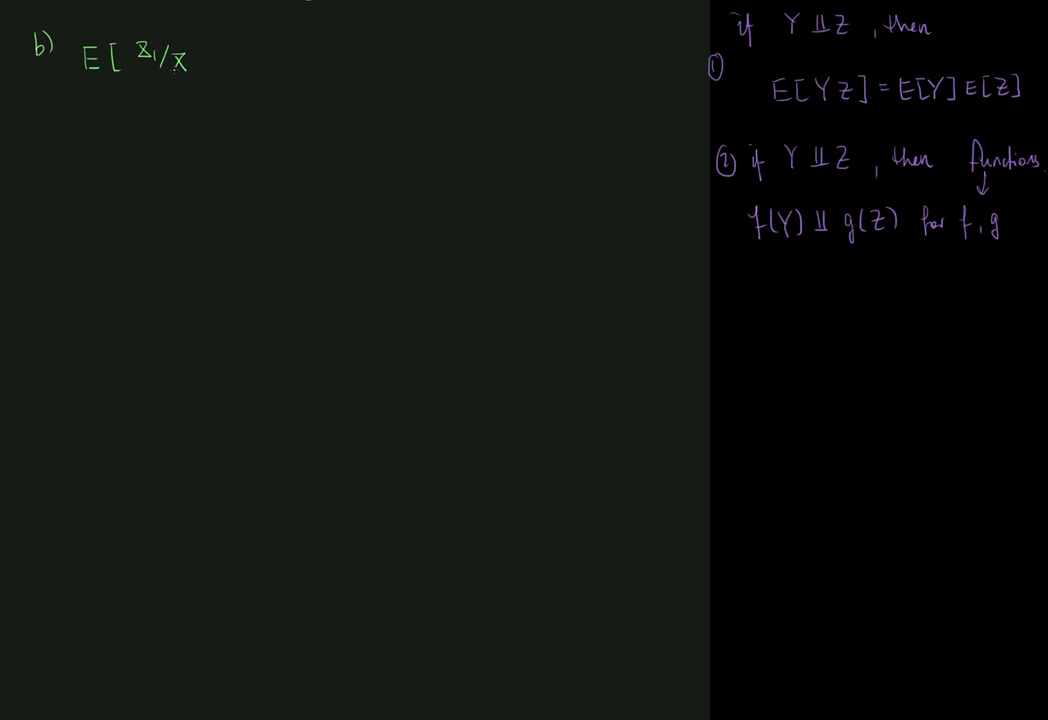 b) E[ X₁/X
if Y ⫫ Z , then
① E[YZ] = E[Y] E[Z]
② if Y ⫫ Z , then functions
↓
f(Y) ⫫ g(Z) for f, g